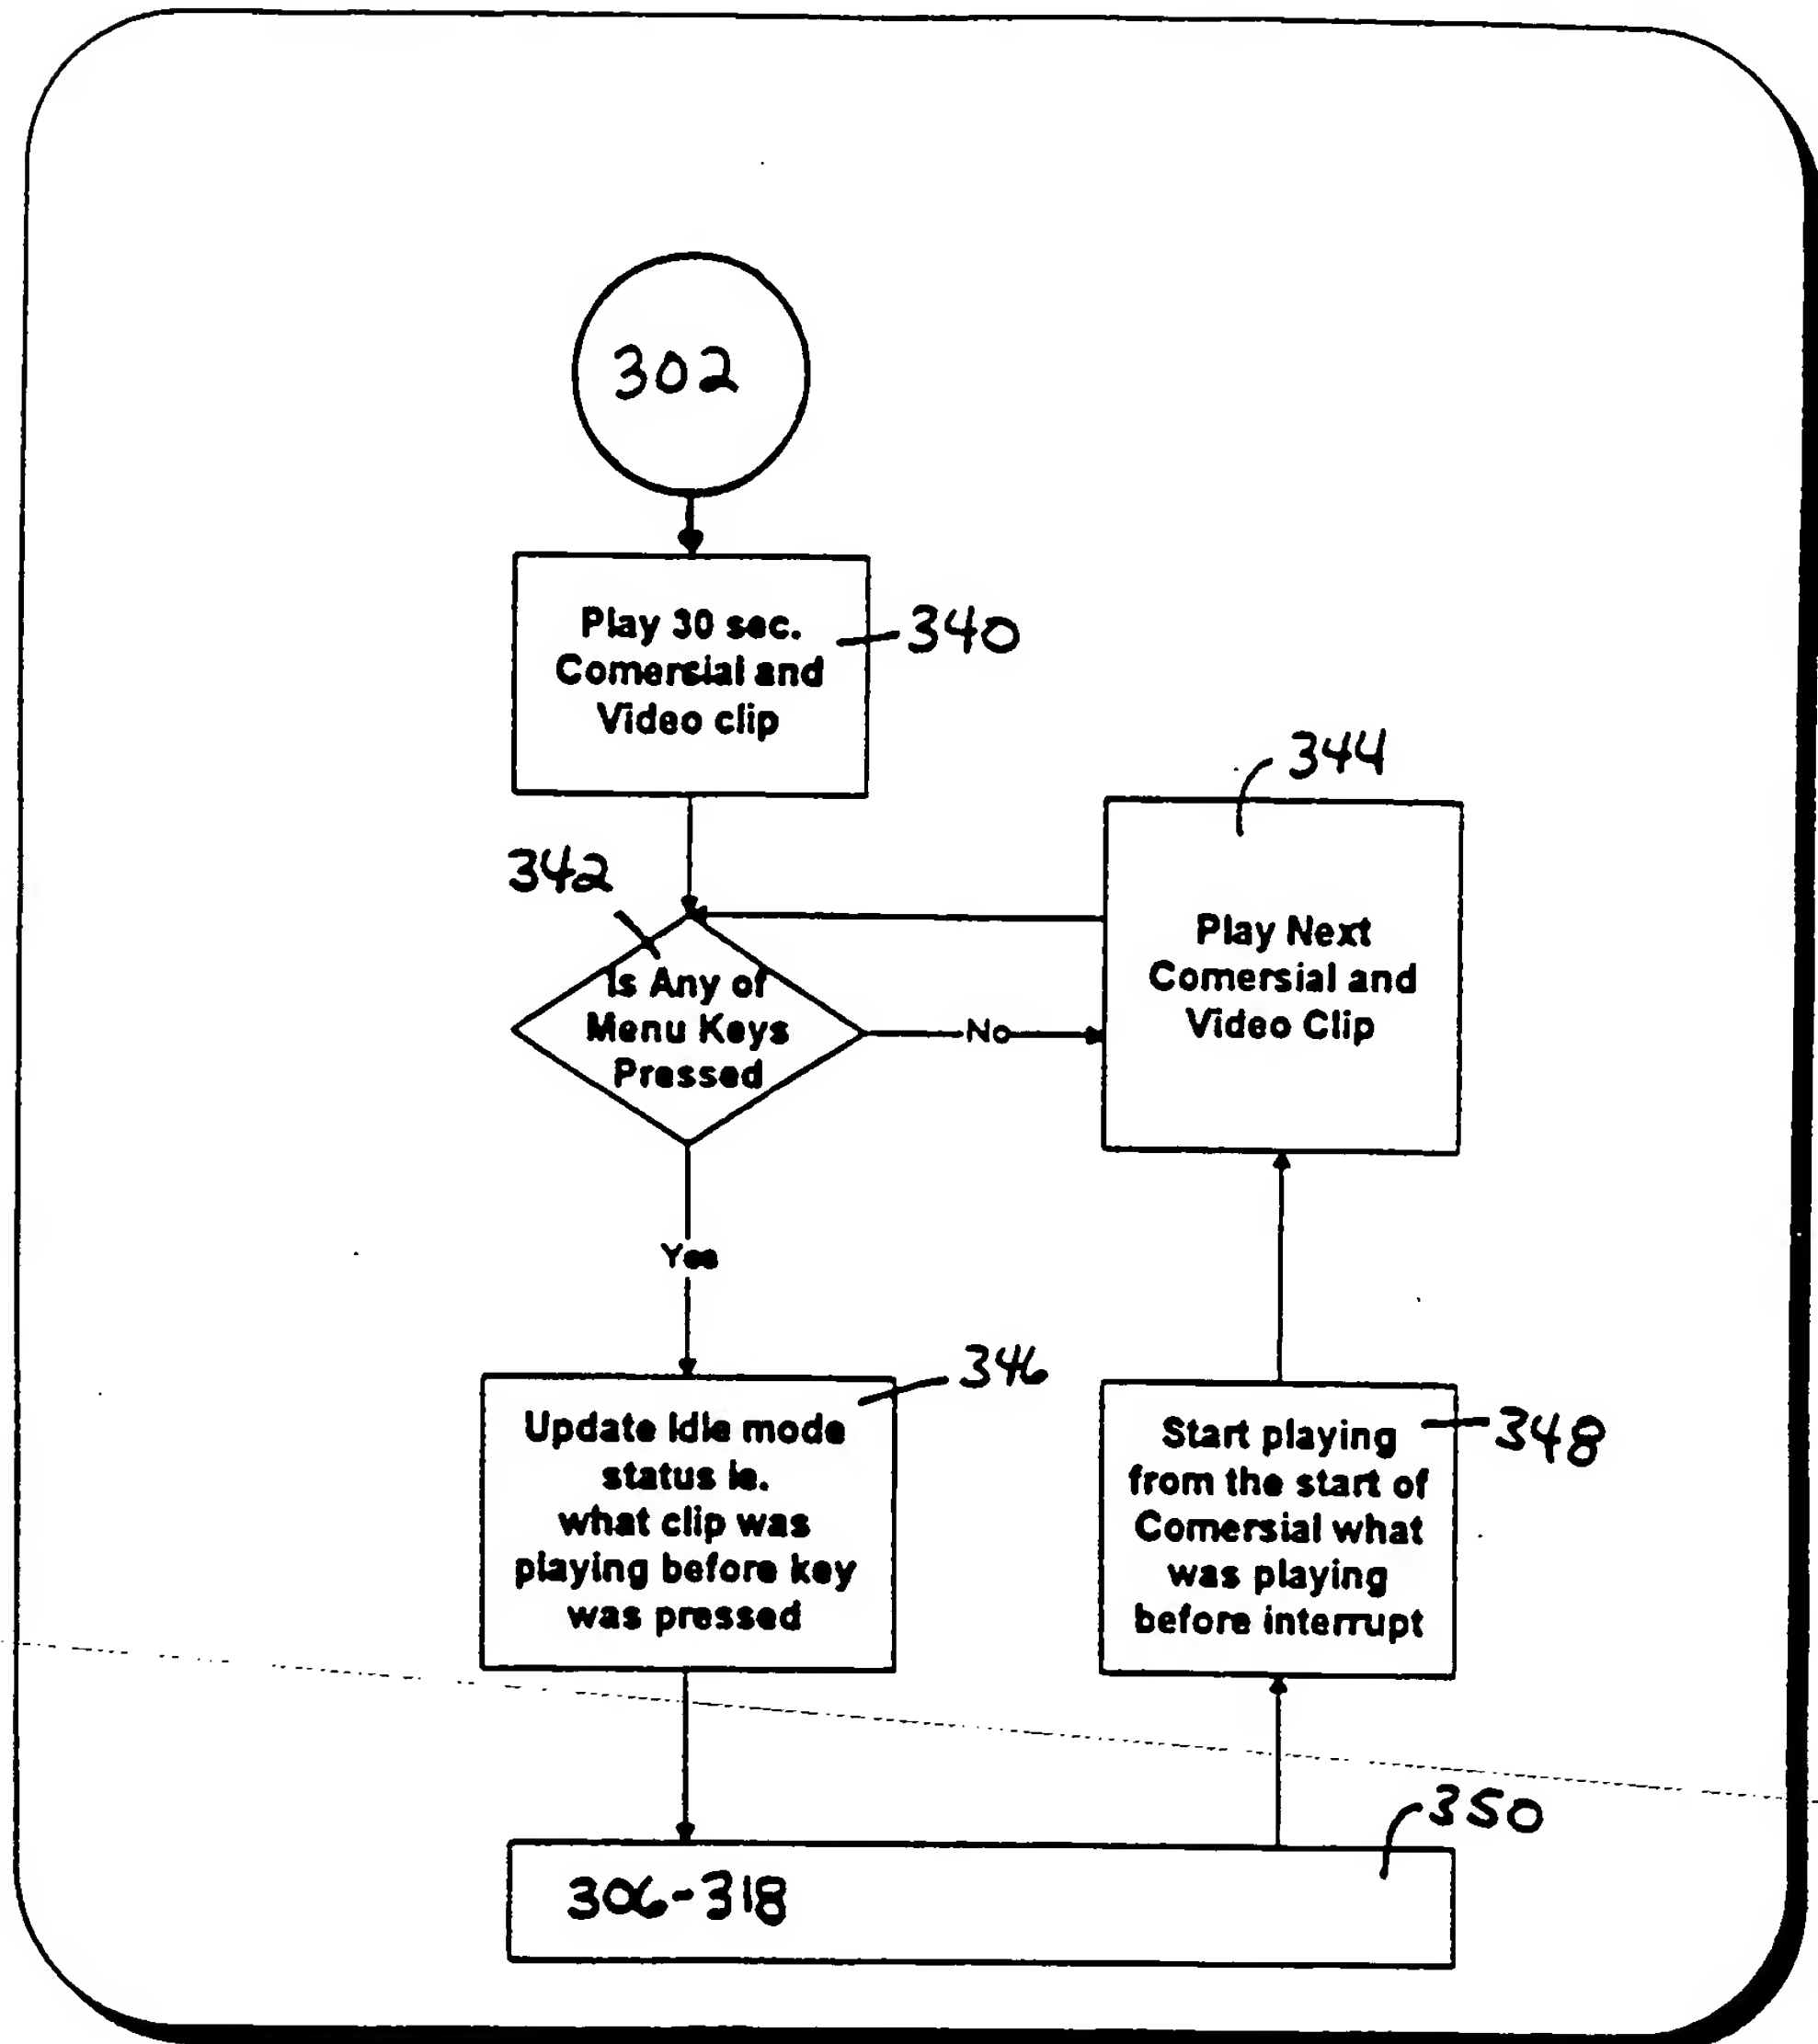 302
Play 30 sec.
Comersial and
Video clip
340
344
342
Is Any of
Menu Keys
Pressed
No
Play Next
Comersial and
Video Clip
Yes
346
Update Idle mode
status ie.
what clip was
playing before key
was pressed
348
Start playing
from the start of
Comersial what
was playing
before interrupt
350
306-318